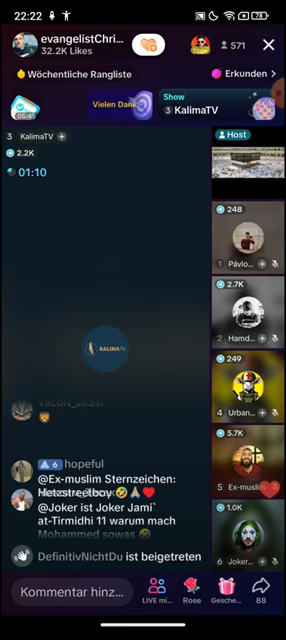 22:22
78
evangelistChri...
32.2K Likes
571
Wöchentliche Rangliste
Erkunden >
05:45
Vielen Dank
Show
3 KalimaTV
3 KalimaTV +
2.2K
01:10
Host
248
1 Pávlo...
2.7K
2 Hamd...
249
4 Urban...
5.7K
5 Ex-muslim
1.0K
6 Joker...
KALIMATV
6 hopeful
@Ex-muslim Sternzeichen:
Hetzstreetboy 🤣🙏🏽❤️
@Joker ist Joker Jami`
at-Tirmidhi 11 warum mach
Mohammed sowas 🤣
DefinitivNichtDu ist beigetreten
Kommentar hinz...
LIVE mi...
Rose
Gesche...
88